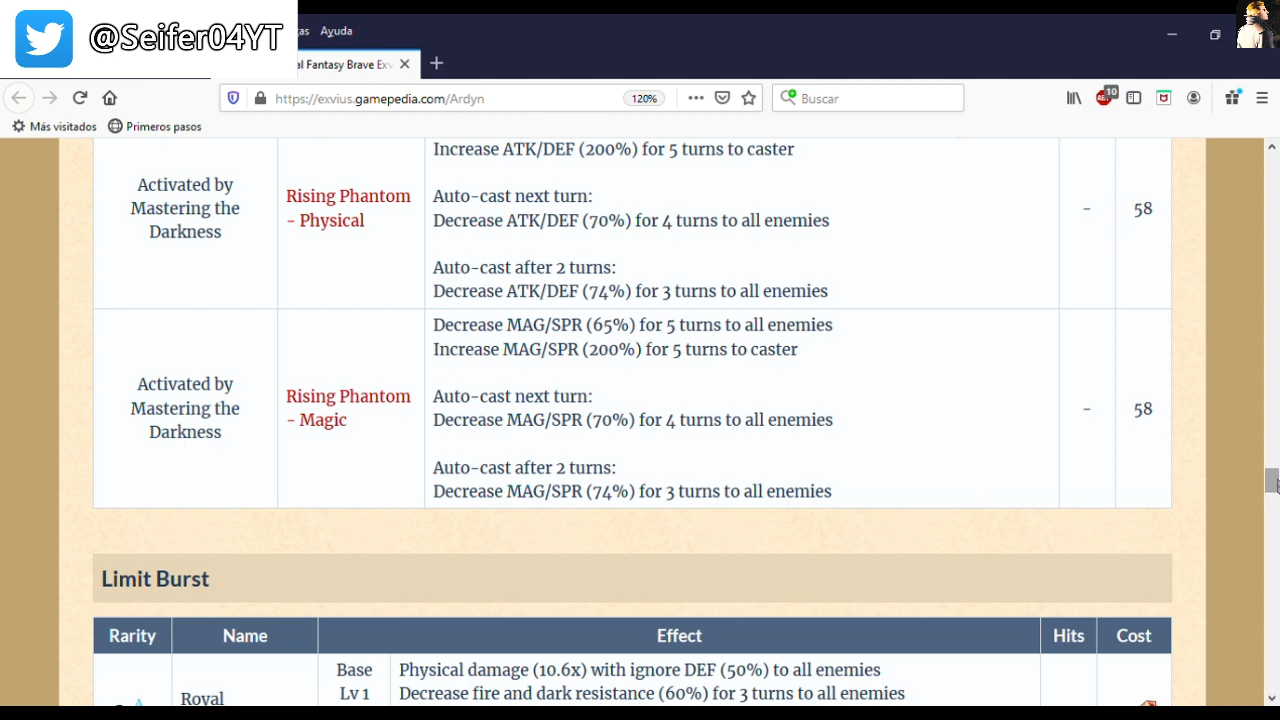 @Seifer04YT
as Ayuda
al Fantasy Brave Exv
https://exvius.gamepedia.com/Ardyn
120%
Buscar
10
Más visitados
Primeros pasos
Increase ATK/DEF (200%) for 5 turns to caster
Activated by
Mastering the
Darkness
Rising Phantom
- Physical
Auto-cast next turn:
Decrease ATK/DEF (70%) for 4 turns to all enemies
-
58
Auto-cast after 2 turns:
Decrease ATK/DEF (74%) for 3 turns to all enemies
Activated by
Mastering the
Darkness
Rising Phantom
- Magic
Decrease MAG/SPR (65%) for 5 turns to all enemies
Increase MAG/SPR (200%) for 5 turns to caster
Auto-cast next turn:
Decrease MAG/SPR (70%) for 4 turns to all enemies
-
58
Auto-cast after 2 turns:
Decrease MAG/SPR (74%) for 3 turns to all enemies
Limit Burst
Rarity Name Effect Hits Cost
Royal
Base
Lv 1
Physical damage (10.6x) with ignore DEF (50%) to all enemies
Decrease fire and dark resistance (60%) for 3 turns to all enemies